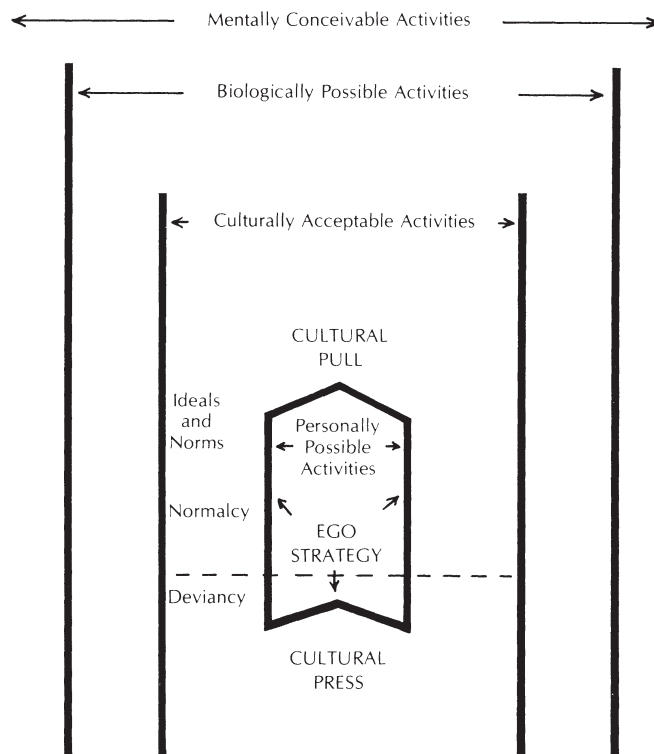 Mentally Conceivable Activities
Biologically Possible Activities
Culturally Acceptable Activities
CULTURAL
PULL
Ideals
and
Norms
Personally
Possible
Activities
Normalcy
EGO
STRATEGY
Deviancy
CULTURAL
PRESS